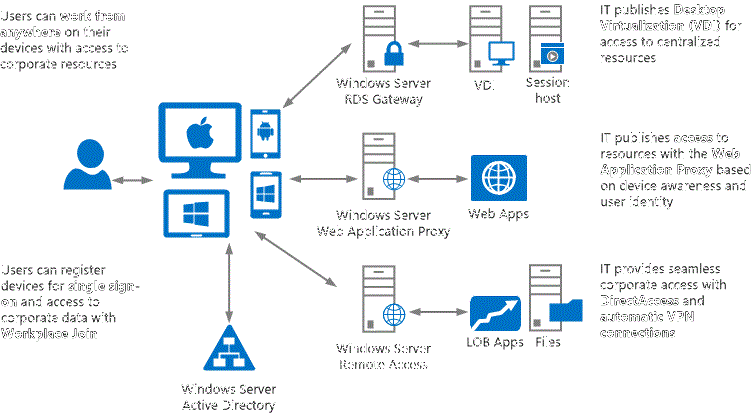 Users can work from
anywhere on their
devices with access to
corporate resources
IT publishes Desktop
Virtualization (VDI) for
access to centralized
resources
Windows Server
RDS Gateway
VDI
Session
host
IT publishes access to
resources with the Web
Application Proxy based
on device awareness and
user identity
Windows Server
Web Application Proxy
Web Apps
Users can register
devices for single sign-
on and access to
corporate data with
Workplace Join
IT provides seamless
corporate access with
DirectAccess and
automatic VPN
connections
Windows Server
Remote Access
LOB Apps
Files
Windows Server
Active Directory